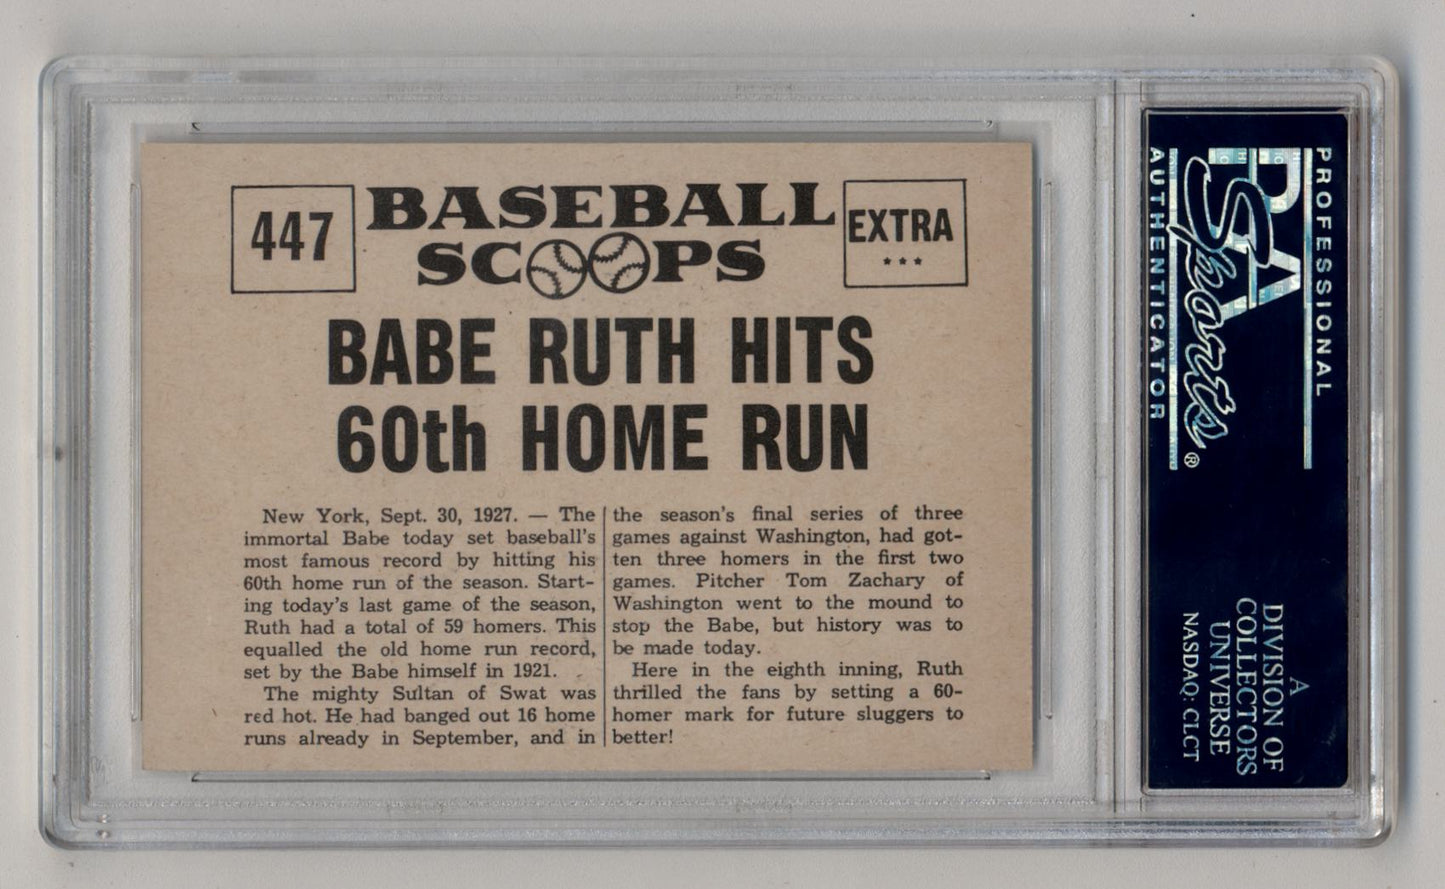 447
BASEBALL
SCOOPS
EXTRA
***
BABE RUTH HITS
60th HOME RUN
New York, Sept. 30, 1927. — The
immortal Babe today set baseball's
most famous record by hitting his
60th home run of the season. Start-
ing today's last game of the season,
Ruth had a total of 59 homers. This
equalled the old home run record,
set by the Babe himself in 1921.
The mighty Sultan of Swat was
red hot. He had banged out 16 home
runs already in September, and in
the season's final series of three
games against Washington, had got-
ten three homers in the first two
games. Pitcher Tom Zachary of
Washington went to the mound to
stop the Babe, but history was to
be made today.
Here in the eighth inning, Ruth
thrilled the fans by setting a 60-
homer mark for future sluggers to
better!
PROFESSIONAL
PSA
Sports®
AUTHENTICATOR
A
DIVISION OF
COLLECTORS
UNIVERSE
NASDAQ: CLCT